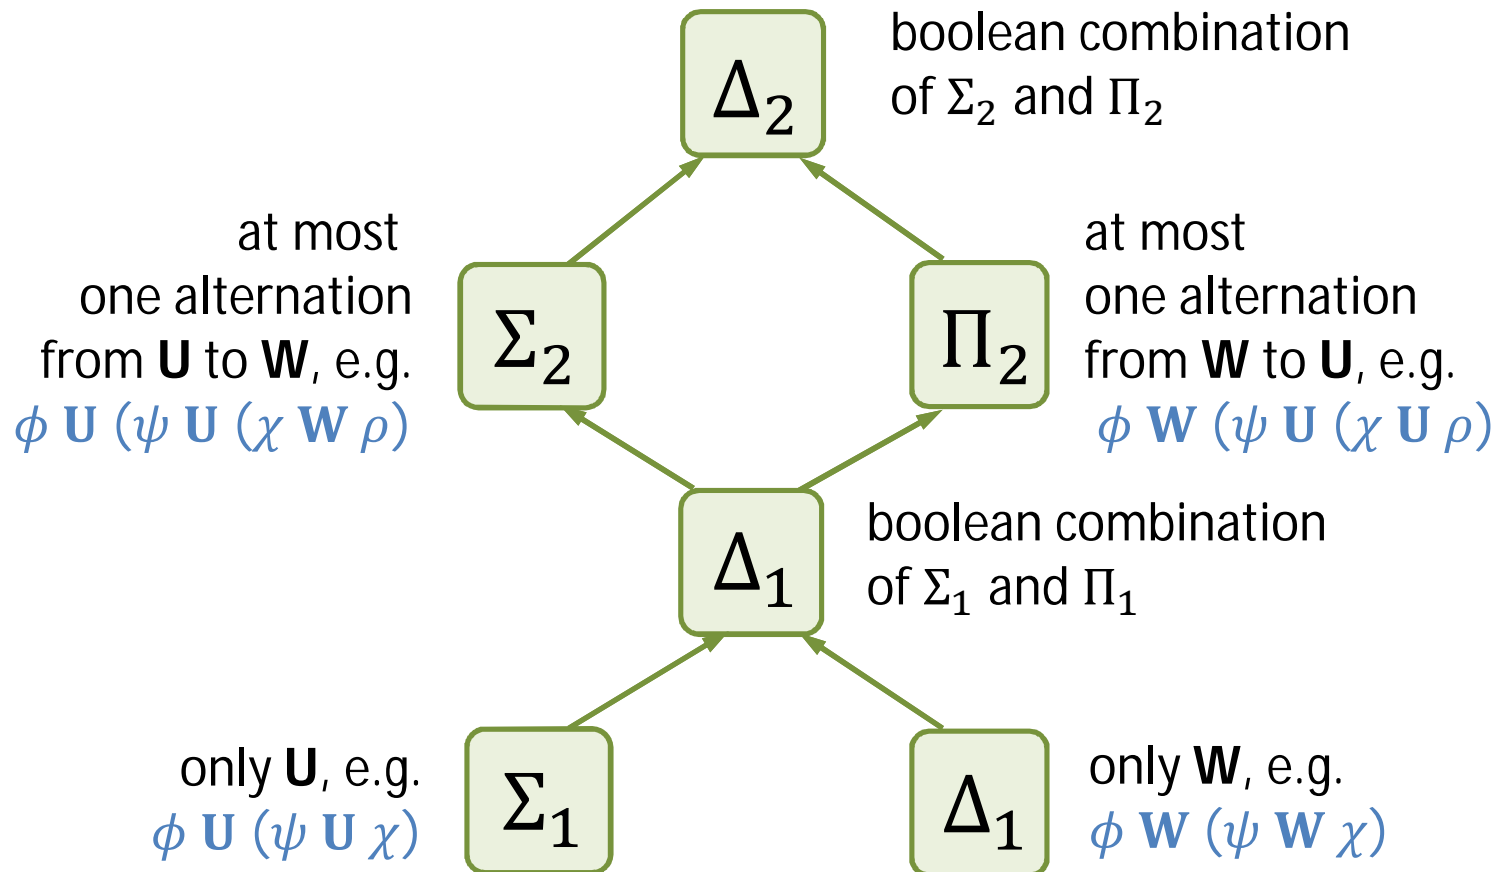 Δ₂
boolean combination
of Σ₂ and Π₂
at most
one alternation
from U to W, e.g.
ϕ U (ψ U (χ W ρ)
Σ₂
Π₂
at most
one alternation
from W to U, e.g.
ϕ W (ψ U (χ U ρ)
Δ₁
boolean combination
of Σ₁ and Π₁
only U, e.g.
ϕ U (ψ U χ)
Σ₁
Δ₁
only W, e.g.
ϕ W (ψ W χ)